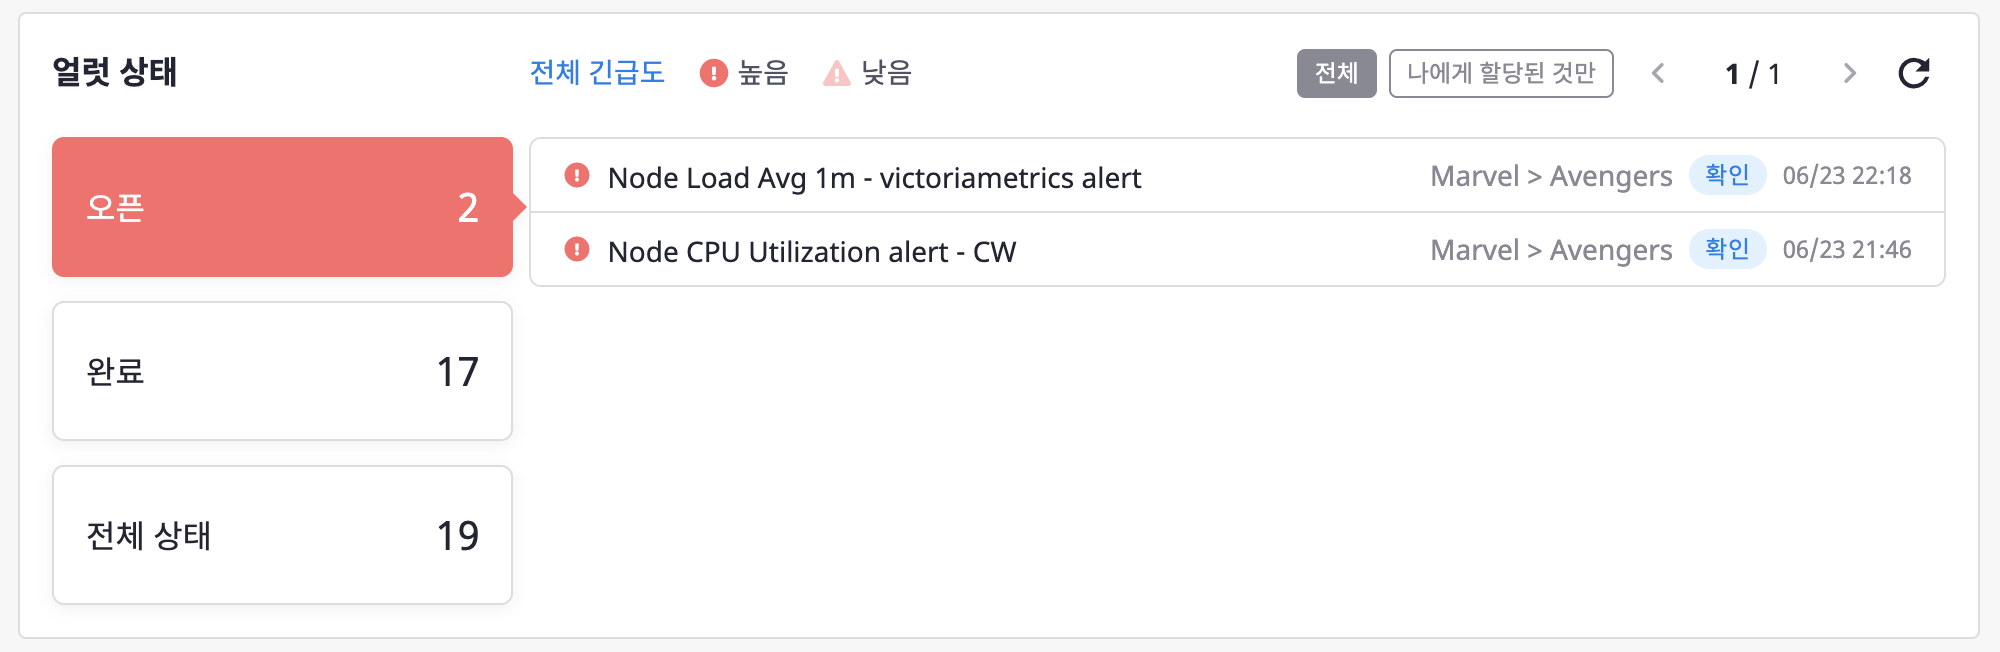 얼럿 상태
전체 긴급도 높음 낮음
전체 나에게 할당된 것만 1 / 1
오픈 2
Node Load Avg 1m - victoriametrics alert Marvel > Avengers 확인 06/23 22:18
Node CPU Utilization alert - CW Marvel > Avengers 확인 06/23 21:46
완료 17
전체 상태 19